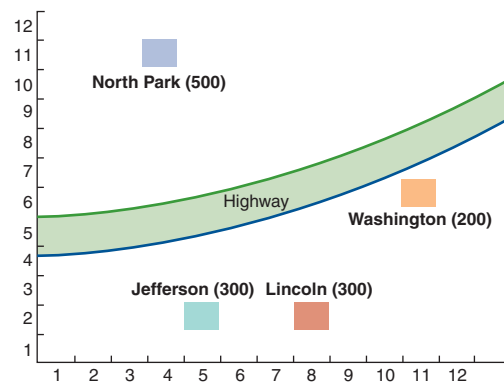 12
11
North Park (500)
10
9
8
7
Highway
6
Washington (200)
5
4
Jefferson (300) Lincoln (300)
3
2
1
1 2 3 4 5 6 7 8 9 10 11 12